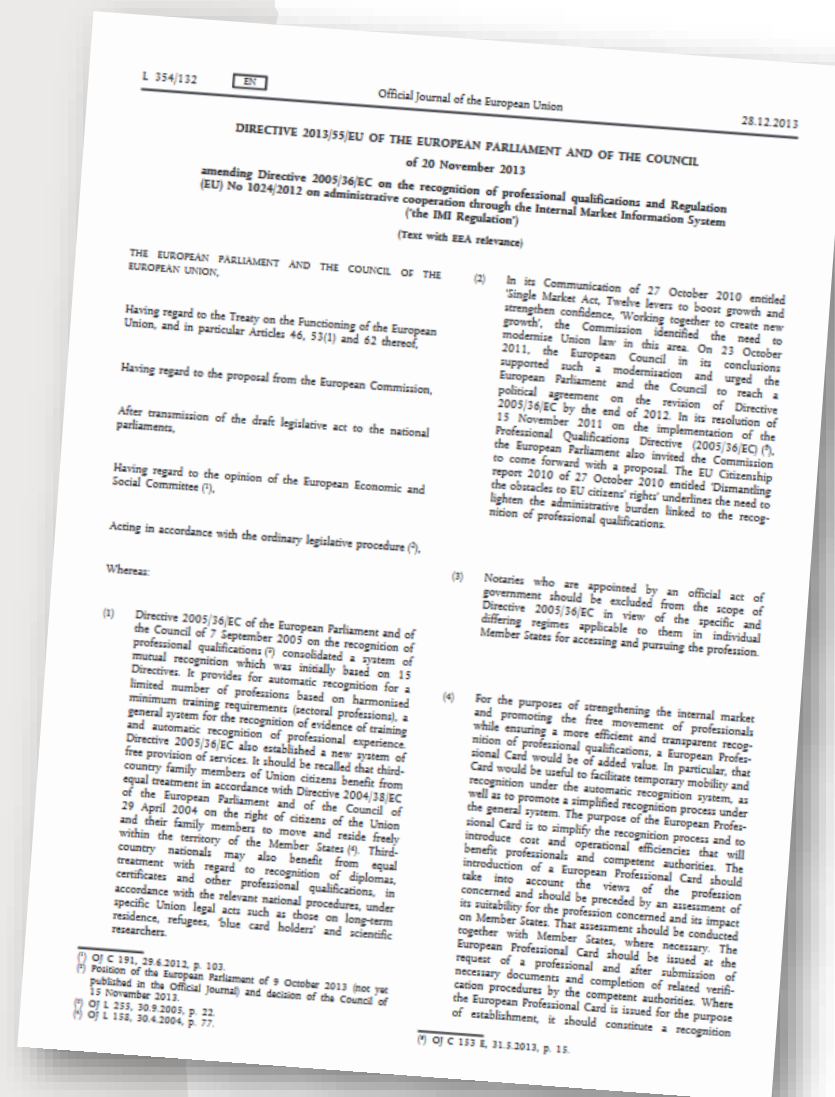 L 354/132
EN
Official Journal of the European Union
28.12.2013
DIRECTIVE 2013/55/EU OF THE EUROPEAN PARLIAMENT AND OF THE COUNCIL
of 20 November 2013
amending Directive 2005/36/EC on the recognition of professional qualifications and Regulation
(EU) No 1024/2012 on administrative cooperation through the Internal Market Information System
('the IMI Regulation')
(Text with EEA relevance)
THE EUROPEAN PARLIAMENT AND THE COUNCIL OF THE
EUROPEAN UNION,
Having regard to the Treaty on the Functioning of the European
Union, and in particular Articles 46, 53(1) and 62 thereof,
Having regard to the proposal from the European Commission,
After transmission of the draft legislative act to the national
parliaments,
Having regard to the opinion of the European Economic and
Social Committee (¹),
Acting in accordance with the ordinary legislative procedure (²),
Whereas:
(1) Directive 2005/36/EC of the European Parliament and of
the Council of 7 September 2005 on the recognition of
professional qualifications (³) consolidated a system of
mutual recognition which was initially based on 15
Directives. It provides for automatic recognition for a
limited number of professions based on harmonised
minimum training requirements (sectoral professions), a
general system for the recognition of evidence of training
and automatic recognition of professional experience.
Directive 2005/36/EC also established a new system of
free provision of services. It should be recalled that third-
country family members of Union citizens benefit from
equal treatment in accordance with Directive 2004/38/EC
of the European Parliament and of the Council of
29 April 2004 on the right of citizens of the Union
and their family members to move and reside freely
within the territory of the Member States (⁴). Third-
country nationals may also benefit from equal
treatment with regard to recognition of diplomas,
certificates and other professional qualifications, in
accordance with the relevant national procedures, under
specific Union legal acts such as those on long-term
residence, refugees, 'blue card holders' and scientific
researchers.
(¹) OJ C 191, 29.6.2012, p. 103.
(²) Position of the European Parliament of 9 October 2013 (not yet
published in the Official Journal) and decision of the Council of
15 November 2013.
(³) OJ L 255, 30.9.2005, p. 22.
(⁴) OJ L 158, 30.4.2004, p. 77.
(2) In its Communication of 27 October 2010 entitled
'Single Market Act, Twelve levers to boost growth and
strengthen confidence, 'Working together to create new
growth', the Commission identified the need to
modernise Union law in this area. On 23 October
2011, the European Council in its conclusions
supported such a modernisation and urged the
European Parliament and the Council to reach a
political agreement on the revision of Directive
2005/36/EC by the end of 2012. In its resolution of
15 November 2011 on the implementation of the
Professional Qualifications Directive (2005/36/EC) (⁵),
the European Parliament also invited the Commission
to come forward with a proposal. The EU Citizenship
report 2010 of 27 October 2010 entitled 'Dismantling
the obstacles to EU citizens' rights' underlines the need to
lighten the administrative burden linked to the recog-
nition of professional qualifications.
(3) Notaries who are appointed by an official act of
government should be excluded from the scope of
Directive 2005/36/EC in view of the specific and
differing regimes applicable to them in individual
Member States for accessing and pursuing the profession.
(4) For the purposes of strengthening the internal market
and promoting the free movement of professionals
while ensuring a more efficient and transparent recog-
nition of professional qualifications, a European Profes-
sional Card would be of added value. In particular, that
Card would be useful to facilitate temporary mobility and
recognition under the automatic recognition system, as
well as to promote a simplified recognition process under
the general system. The purpose of the European Profes-
sional Card is to simplify the recognition process and to
introduce cost and operational efficiencies that will
benefit professionals and competent authorities. The
introduction of a European Professional Card should
take into account the views of the profession
concerned and should be preceded by an assessment of
its suitability for the profession concerned and its impact
on Member States. That assessment should be conducted
together with Member States, where necessary. The
European Professional Card should be issued at the
request of a professional and after submission of
necessary documents and completion of related verifi-
cation procedures by the competent authorities. Where
the European Professional Card is issued for the purpose
of establishment, it should constitute a recognition
(⁵) OJ C 153 E, 31.5.2013, p. 15.